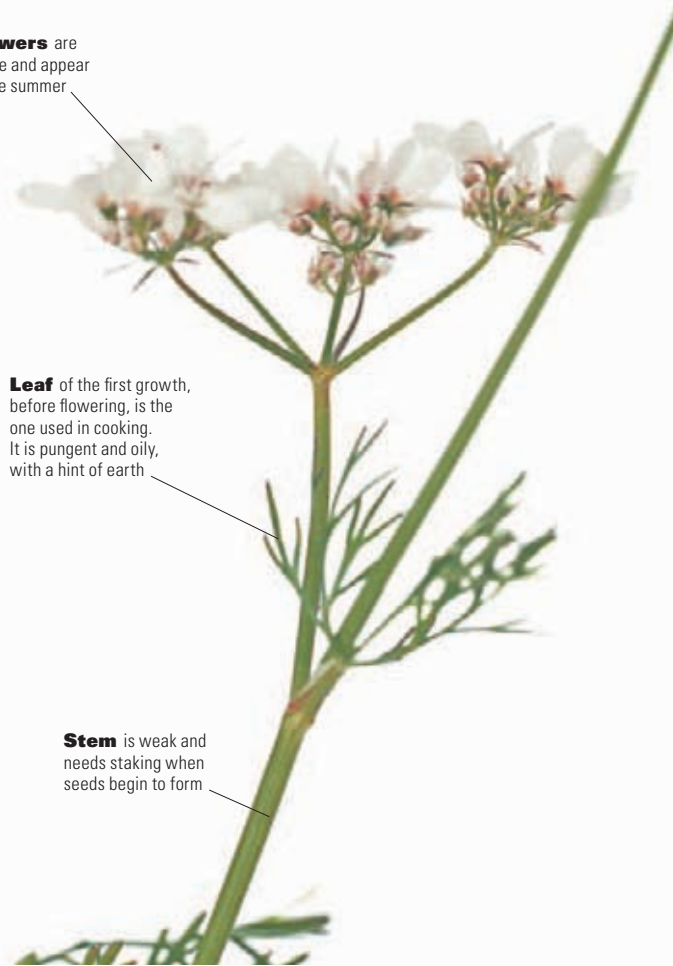 wers are
e and appear
e summer
Leaf of the first growth,
before flowering, is the
one used in cooking.
It is pungent and oily,
with a hint of earth
Stem is weak and
needs staking when
seeds begin to form